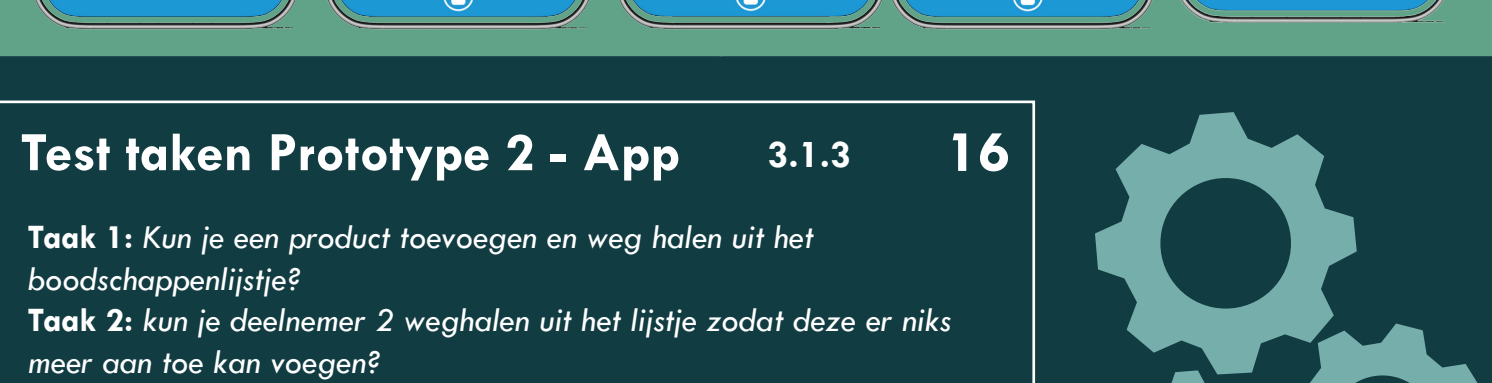 Test taken Prototype 2 - App 3.1.3 16
Taak 1: Kun je een product toevoegen en weg halen uit het
boodschappenlijstje?
Taak 2: kun je deelnemer 2 weghalen uit het lijstje zodat deze er niks
meer aan toe kan voegen?